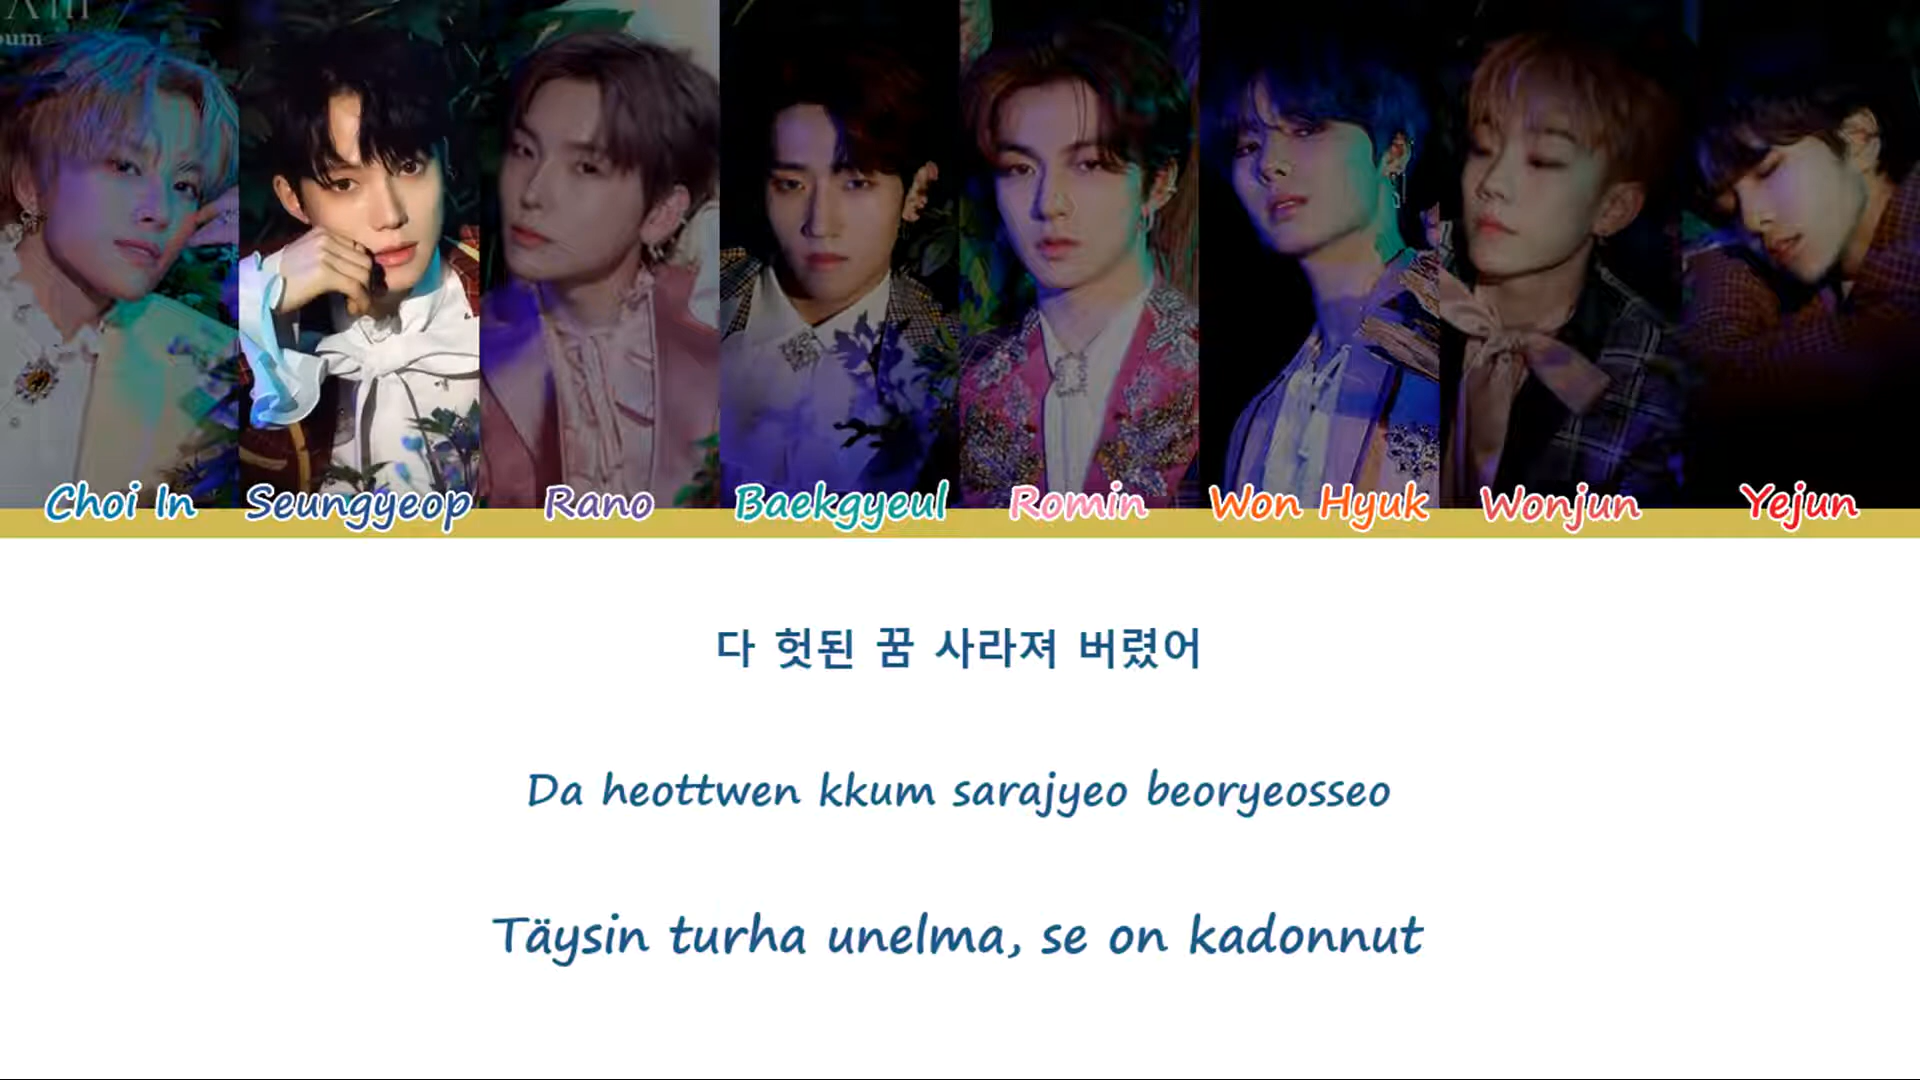 bum
Choi In Seungyeop Rano Baekgyeul Romin Won Hyuk Wonjun Yejun
다 헛된 꿈 사라져 버렸어
Da heottwen kkum sarajyeo beoryeosseo
Täysin turha unelma, se on kadonnut